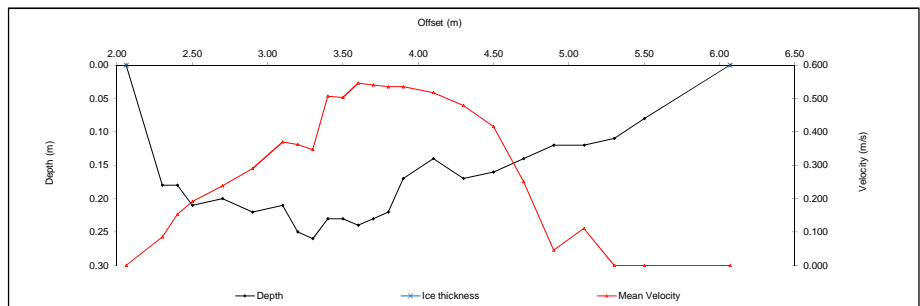 Offset (m)
2.00 2.50 3.00 3.50 4.00 4.50 5.00 5.50 6.00 6.50
0.00 0.600
0.05 0.500
0.10 0.400
0.15 0.300
0.20 0.200
0.25 0.100
0.30 0.000
Depth (m)
Velocity (m/s)
Depth Ice thickness Mean Velocity